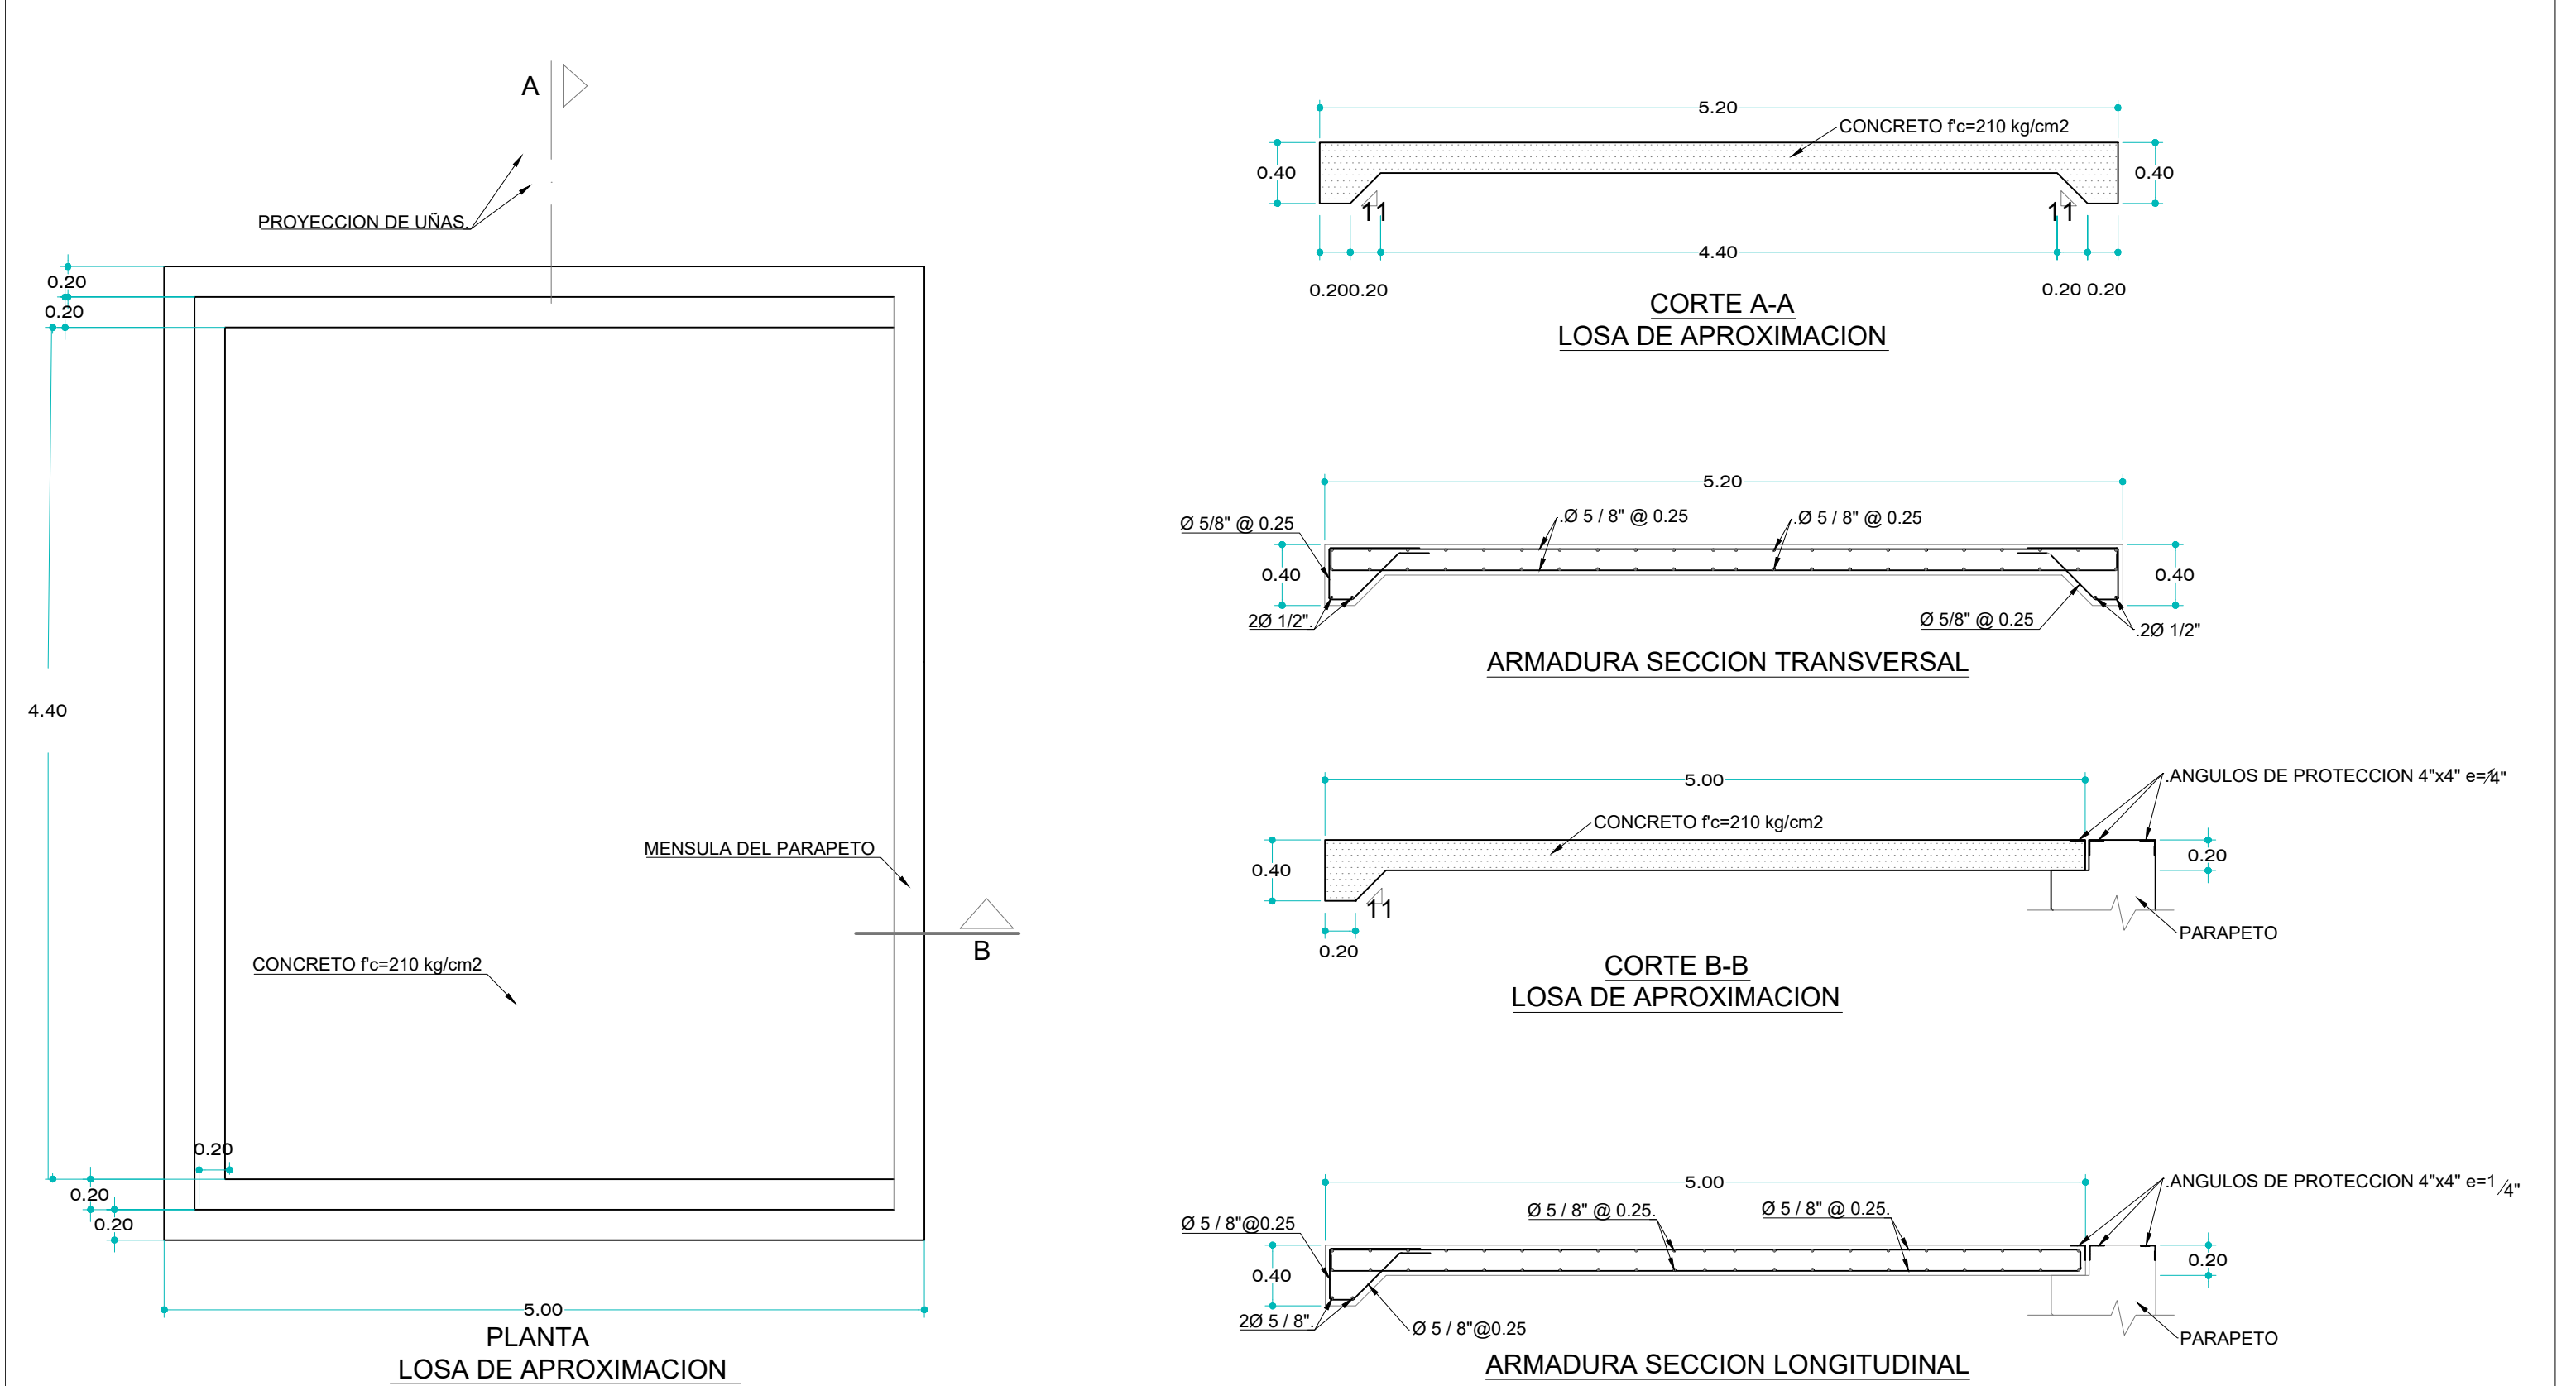 A
PROYECCION DE UÑAS.
0.20
0.20
4.40
MENSULA DEL PARAPETO
B
CONCRETO f'c=210 kg/cm2
0.20
0.20
0.20
5.00
PLANTA
LOSA DE APROXIMACION
5.20
CONCRETO f'c=210 kg/cm2
0.40
0.40
11
11
4.40
0.20 0.20
0.20 0.20
CORTE A-A
LOSA DE APROXIMACION
5.20
Ø 5/8" @ 0.25
.Ø 5 / 8" @ 0.25
.Ø 5 / 8" @ 0.25
0.40
0.40
2Ø 1/2".
Ø 5/8" @ 0.25
.2Ø 1/2"
ARMADURA SECCION TRANSVERSAL
5.00
.ANGULOS DE PROTECCION 4"x4" e=1/4"
CONCRETO f'c=210 kg/cm2
0.40
0.20
11
0.20
PARAPETO
CORTE B-B
LOSA DE APROXIMACION
5.00
.ANGULOS DE PROTECCION 4"x4" e=1/4"
Ø 5 / 8"@0.25
Ø 5 / 8" @ 0.25.
Ø 5 / 8" @ 0.25.
0.40
0.20
2Ø 5 / 8".
Ø 5 / 8"@0.25
PARAPETO
ARMADURA SECCION LONGITUDINAL